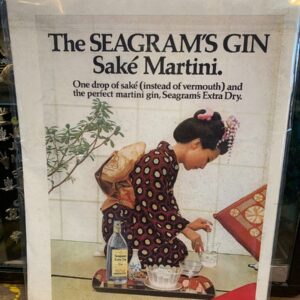 The SEAGRAM'S GIN
Saké Martini.
One drop of saké (instead of vermouth) and
the perfect martini gin, Seagram's Extra Dry.